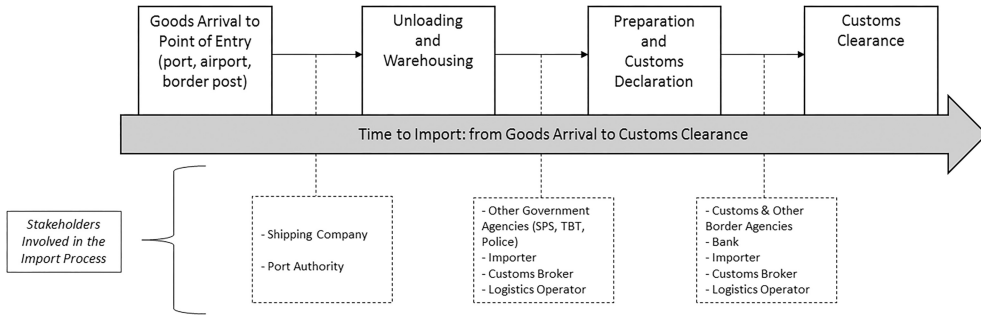 Goods Arrival to
Point of Entry
(port, airport,
border post)
Unloading
and
Warehousing
Preparation
and
Customs
Declaration
Customs
Clearance
Time to Import: from Goods Arrival to Customs Clearance
Stakeholders
Involved in the
Import Process
- Shipping Company
- Port Authority
- Other Government
Agencies (SPS, TBT,
Police)
- Importer
- Customs Broker
- Logistics Operator
- Customs & Other
Border Agencies
- Bank
- Importer
- Customs Broker
- Logistics Operator